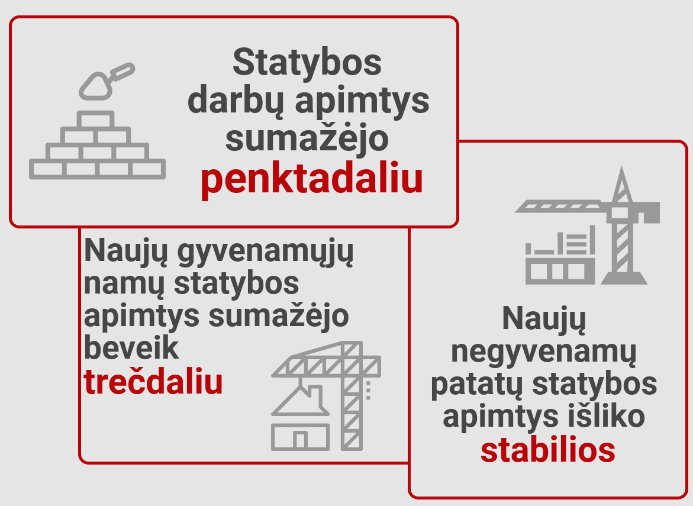 Statybos
darbų apimtys
sumažėjo
penktadaliu
Naujų gyvenamųjų
namų statybos
apimtys sumažėjo
beveik
trečdaliu
Naujų
negyvenamų
patatų statybos
apimtys išliko
stabilios